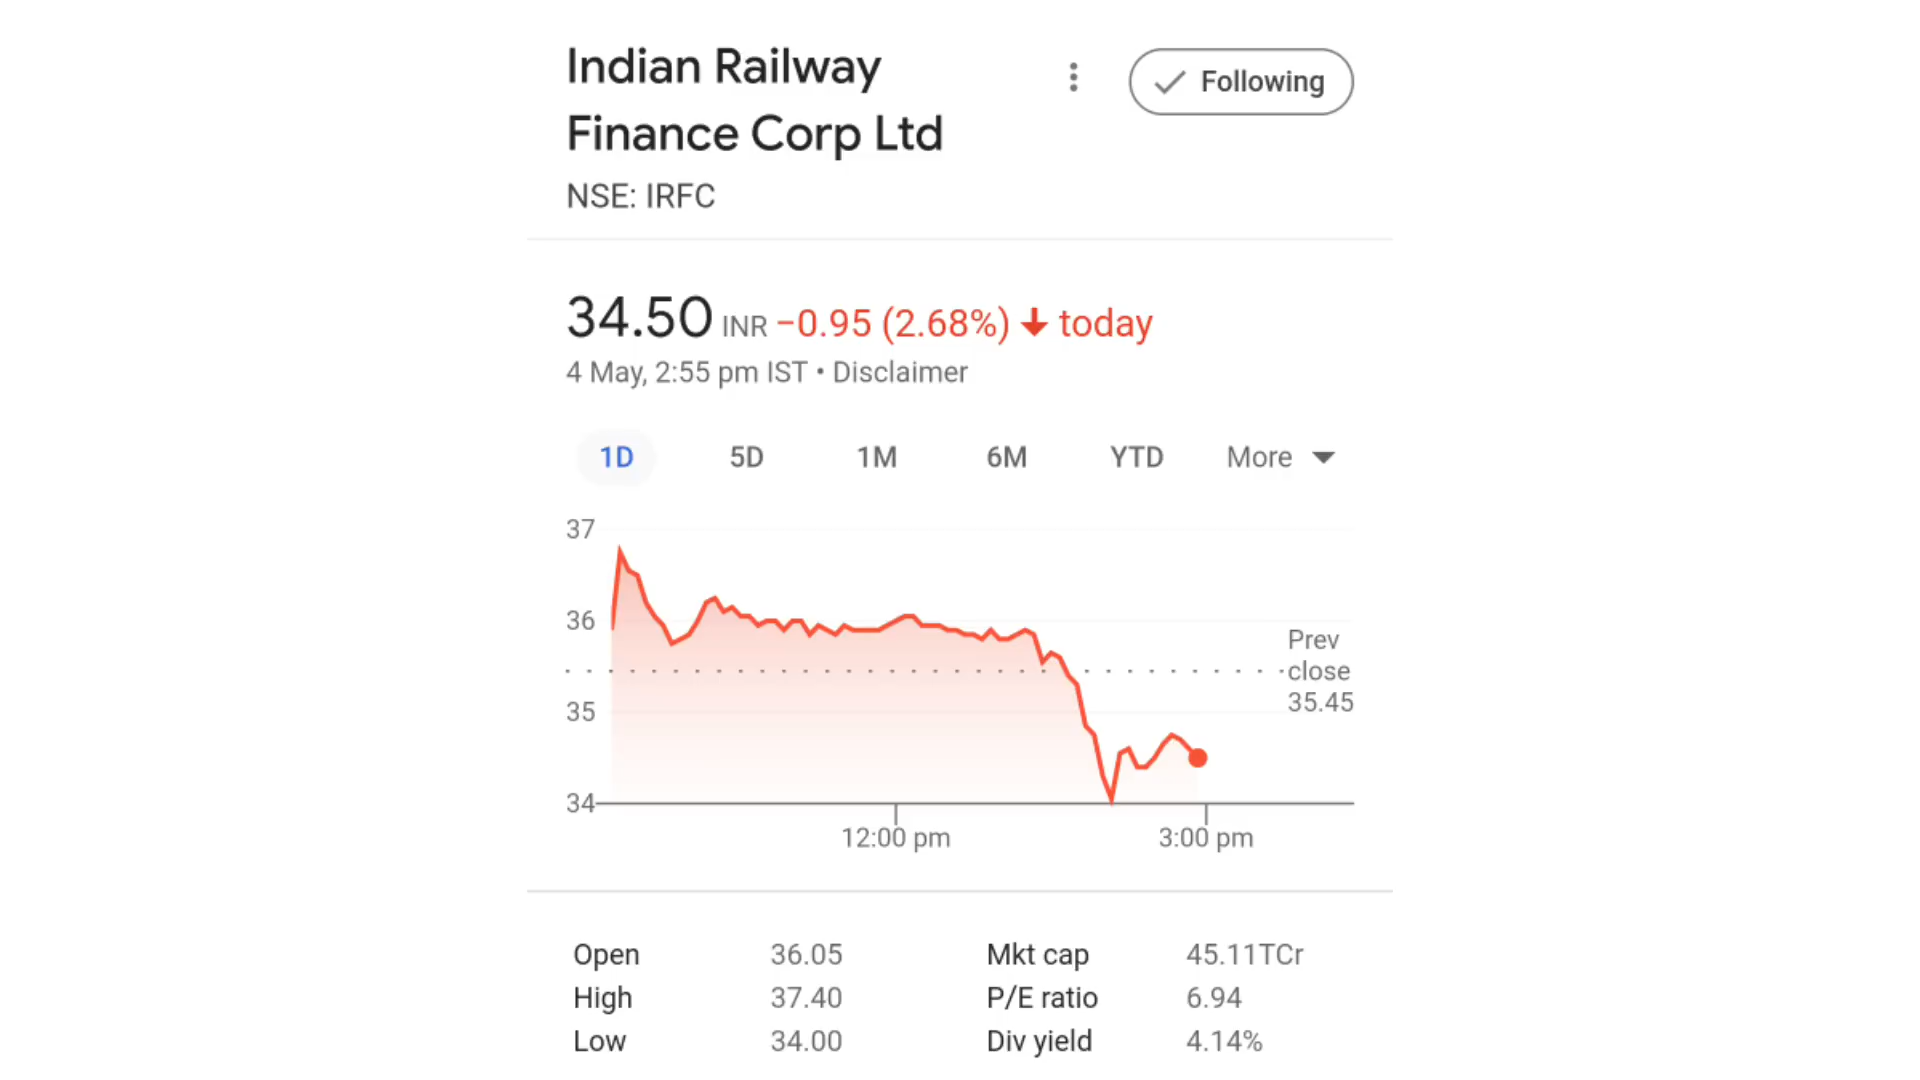 Indian Railway
Finance Corp Ltd
Following
NSE: IRFC
34.50 INR −0.95 (2.68%) ↓ today
4 May, 2:55 pm IST • Disclaimer
1D 5D 1M 6M YTD More
37
36
35
34
Prev
close
35.45
12:00 pm 3:00 pm
Open 36.05 Mkt cap 45.11TCr
High 37.40 P/E ratio 6.94
Low 34.00 Div yield 4.14%